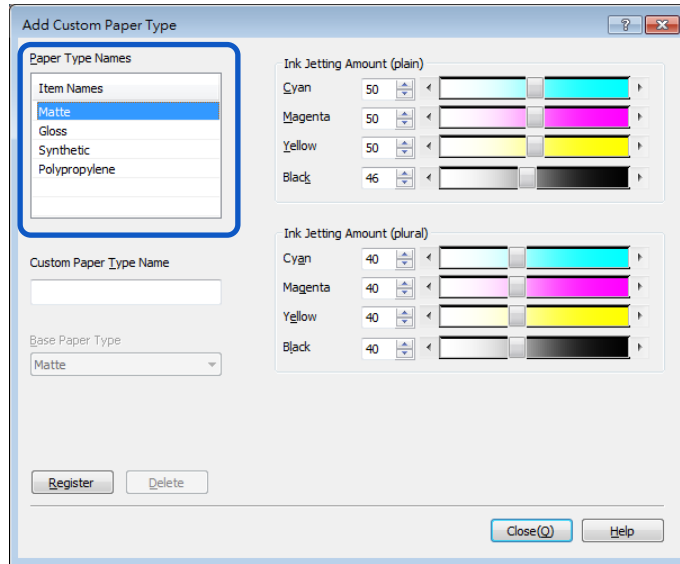 Add Custom Paper Type
Paper Type Names
Item Names
Matte
Gloss
Synthetic
Polypropylene
Custom Paper Type Name
Base Paper Type
Matte
Register Delete
Ink Jetting Amount (plain)
Cyan 50
Magenta 50
Yellow 50
Black 46
Ink Jetting Amount (plural)
Cyan 40
Magenta 40
Yellow 40
Black 40
Close(O) Help